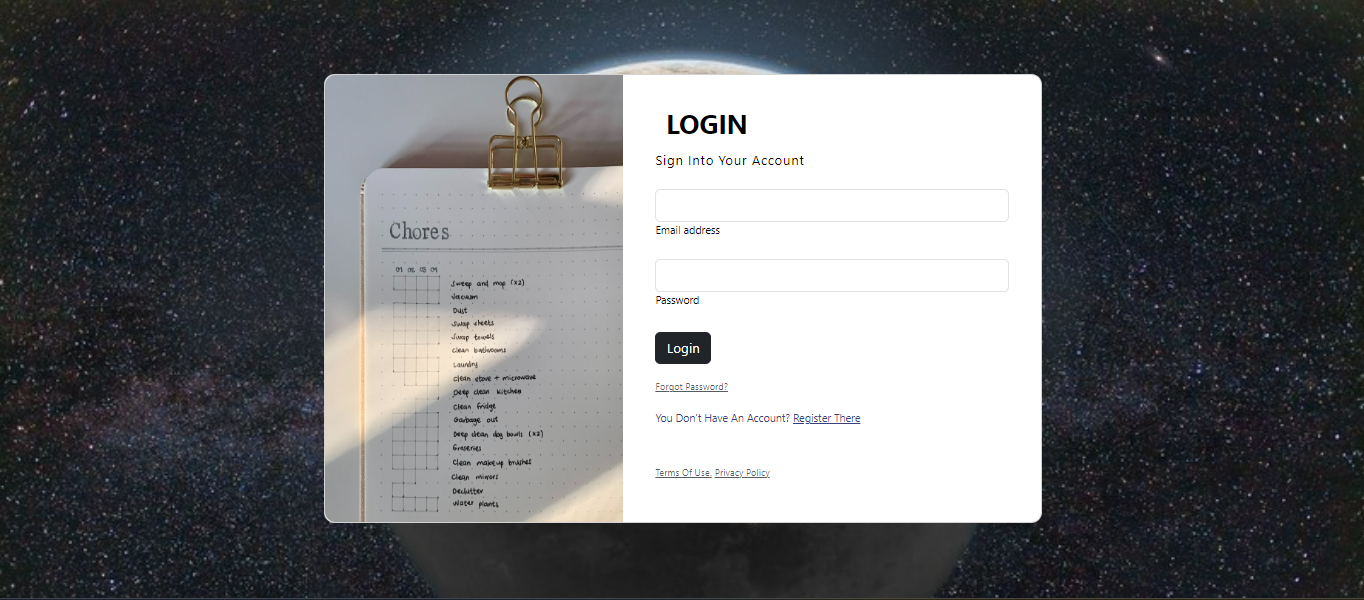 Chores
01 02 03 04
Sweep and mop (x2)
Vacuum
Dust
Swap sheets
Swap towels
Clean bathrooms
Laundry
Clean stove + microwave
Deep clean kitchen
Clean fridge
Garbage out
Deep clean dog bowls (x2)
Groceries
Clean makeup brushes
Clean mirrors
Declutter
Water plants
LOGIN
Sign Into Your Account
Email address
Password
Login
Forgot Password?
You Don't Have An Account? Register There
Terms Of Use. Privacy Policy